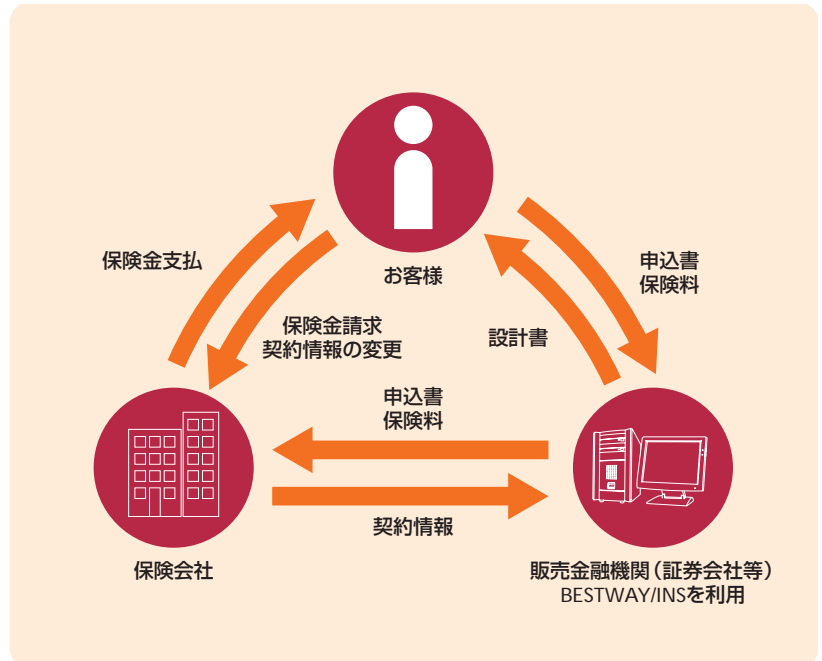 お客様
保険金支払
申込書
保険料
保険金請求
契約情報の変更
設計書
申込書
保険料
契約情報
保険会社
販売金融機関（証券会社等）
BESTWAY/INSを利用